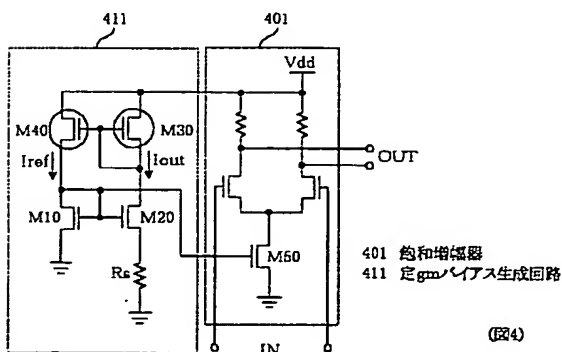 411
401
Vdd
M40
M30
Iref
Iout
OUT
M10
M20
M50
Rs
IN
401 飽和増幅器
411 定gmバイアス生成回路
(図4)